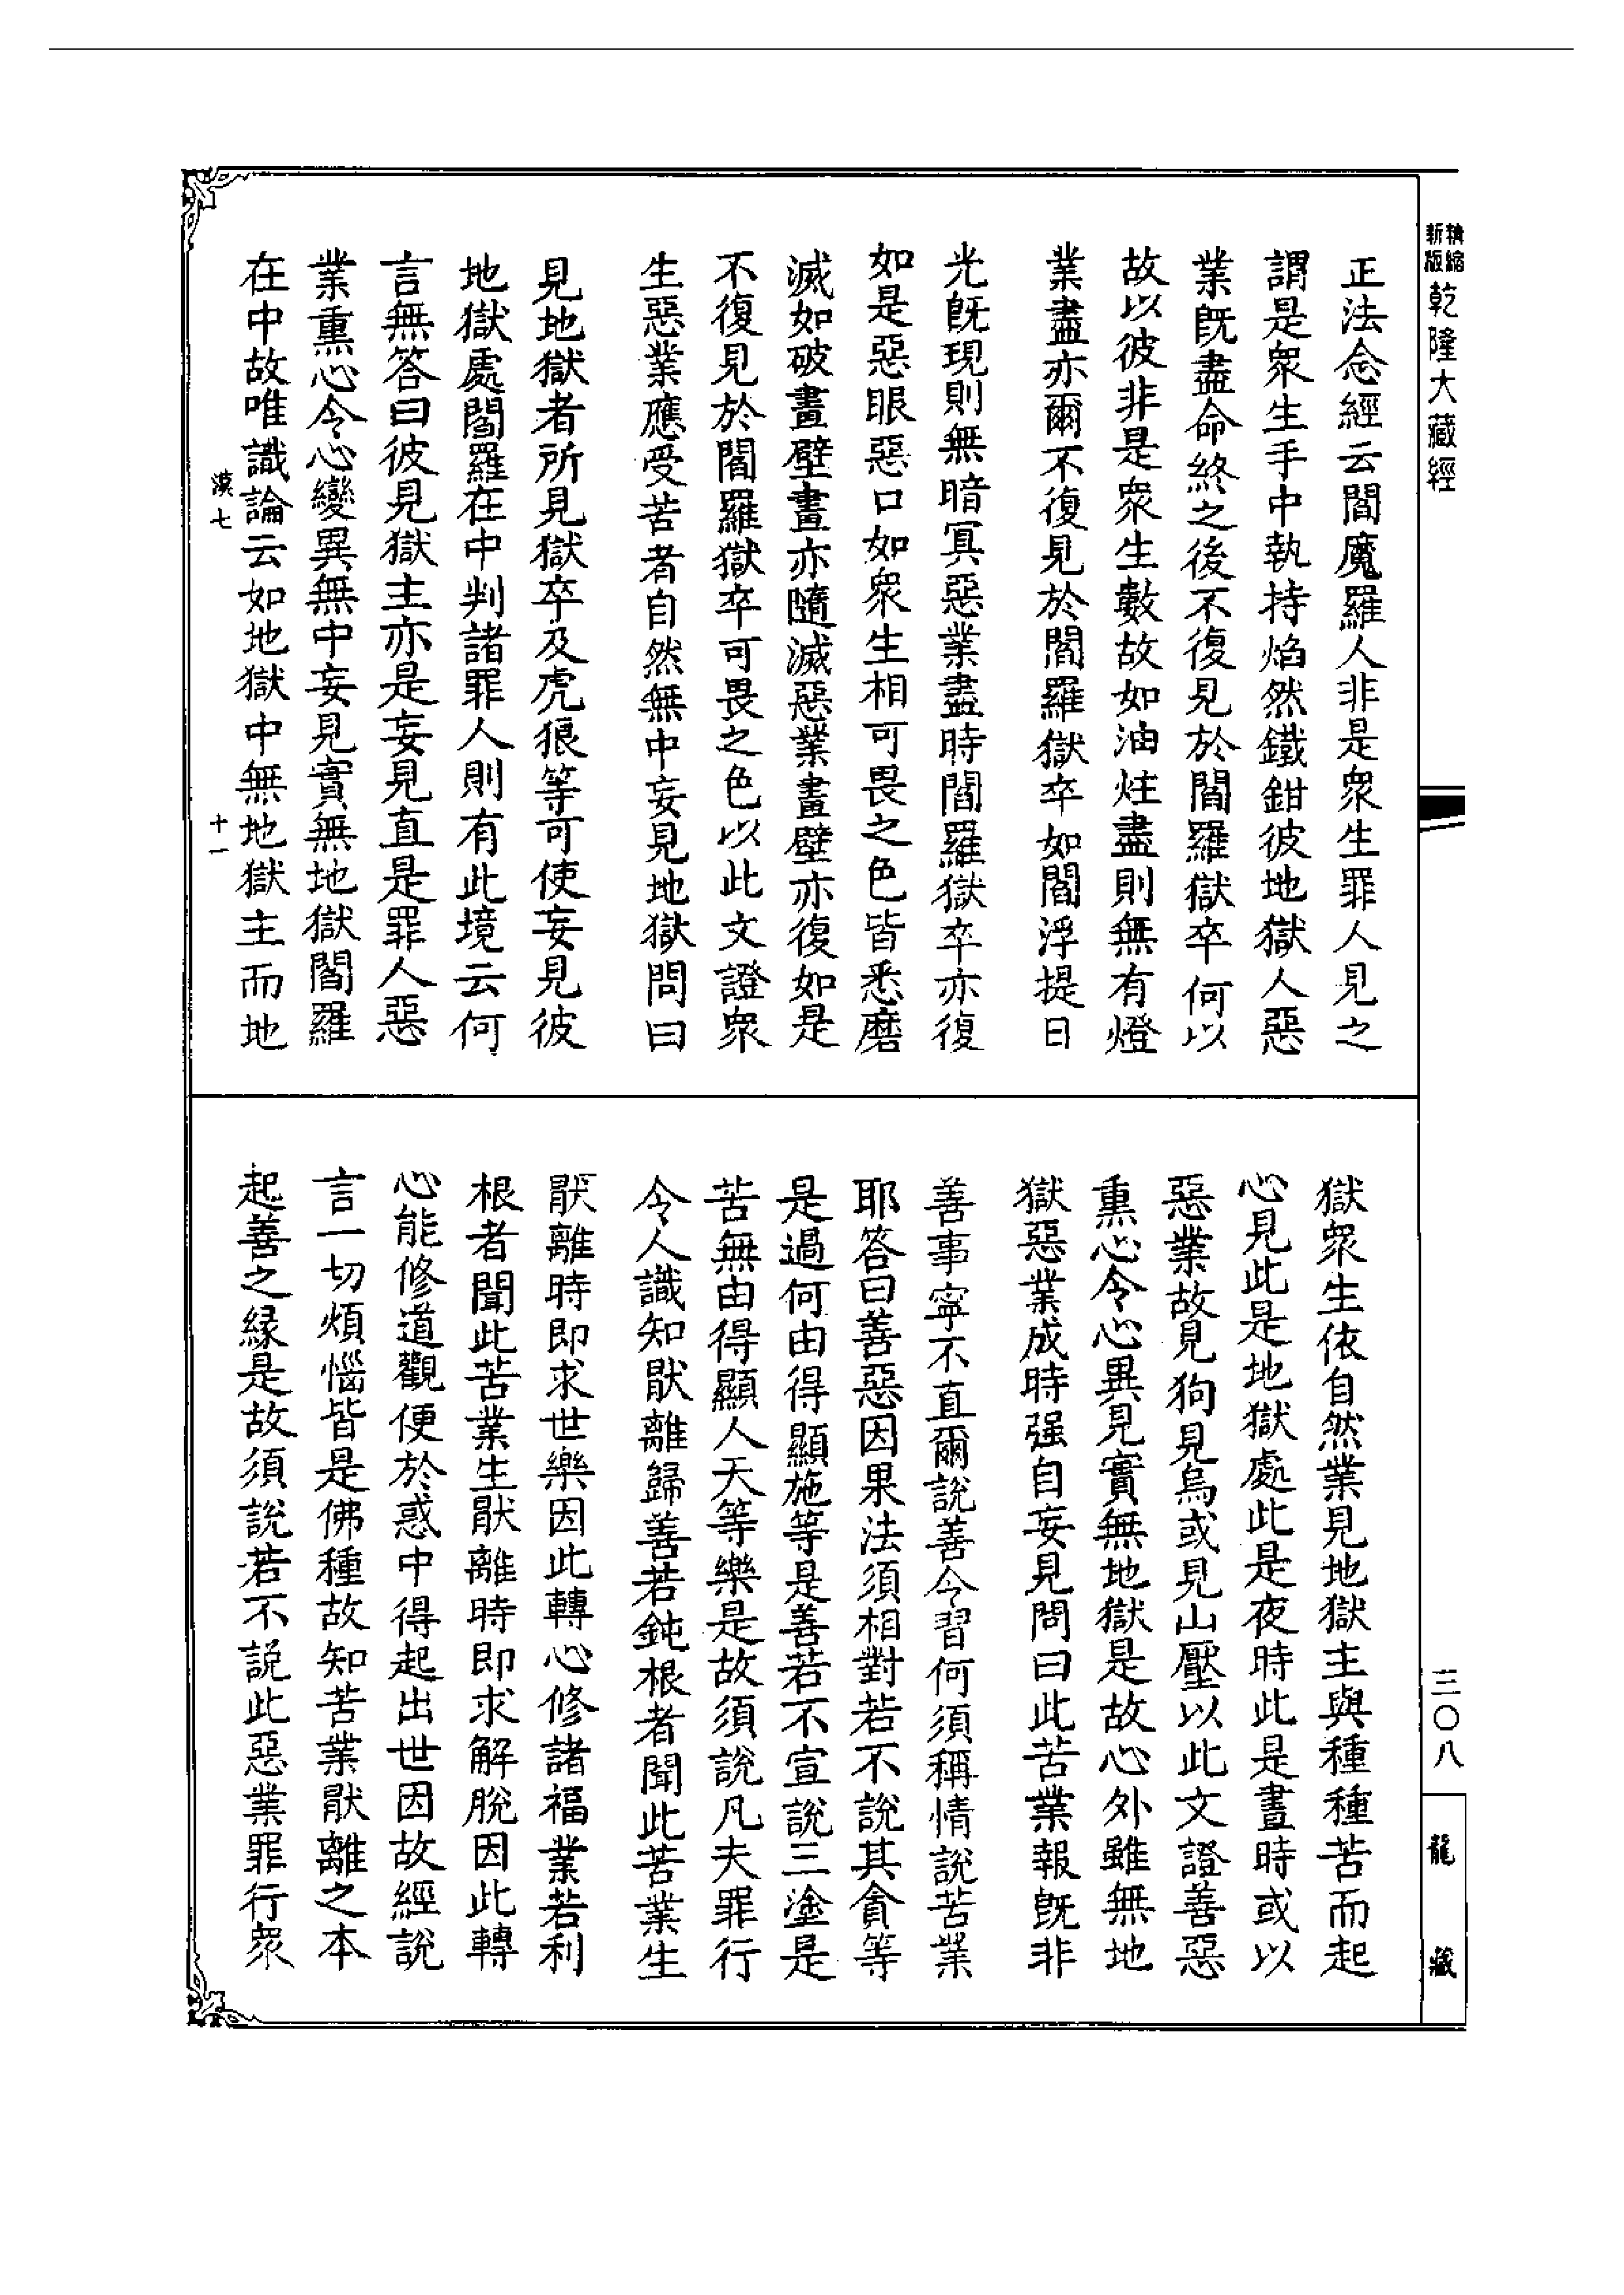 精縮新版乾隆大藏經
正法念經云閻魔羅人非是衆生罪人見之
謂是衆生手中執持焰然鐵鉗彼地獄人惡
業旣盡命終之後不復見於閻羅獄卒何以
故以彼非是衆生數故如油炷盡則無有燈
業盡亦爾不復見於閻羅獄卒如閻浮提日
光旣現則無暗冥惡業盡時閻羅獄卒亦復
如是惡眼惡口如衆生相可畏之色皆悉磨
滅如破畫壁畫亦隨滅惡業畫壁亦復如是
不復見於閻羅獄卒可畏之色以此文證衆
生惡業應受苦者自然無中妄見地獄問曰
見地獄者所見獄卒及虎狼等可使妄見彼
地獄處閻羅在中判諸罪人則有此境云何
言無答曰彼見獄主亦是妄見直是罪人惡
業熏心令心變異無中妄見實無地獄閻羅
在中故唯識論云如地獄中無地獄主而地
漠七 十一
獄衆生依自然業見地獄主與種種苦而起
心見此是地獄處此是夜時此是晝時或以
惡業故見狗見烏或見山壓以此文證善惡
熏心令心異見實無地獄是故心外雖無地
獄惡業成時强自妄見問曰此苦業報旣非
善事寧不直爾說善令習何須稱情說苦業
耶答曰善惡因果法須相對若不說其貪等
是過何由得顯施等是善若不宣說三塗是
苦無由得顯人天等樂是故須說凡夫罪行
令人識知猒離歸善若鈍根者聞此苦業生
猒離時即求世樂因此轉心修諸福業若利
根者聞此苦業生猒離時即求解脫因此轉
心能修道觀便於惑中得起出世因故經說
言一切煩惱皆是佛種故知苦業猒離之本
起善之緣是故須說若不說此惡業罪行衆
三〇八
龍藏